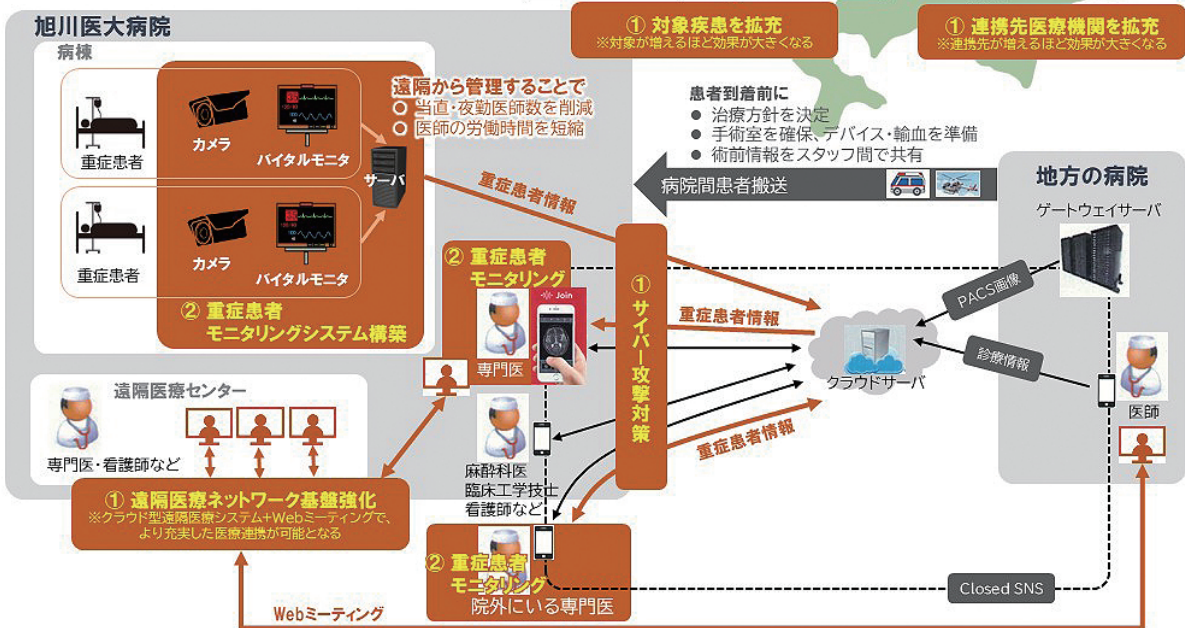 旭川医大病院
病棟
重症患者
カメラ
バイタルモニタ
サーバ
重症患者
カメラ
バイタルモニタ
② 重症患者
モニタリングシステム構築
遠隔から管理することで
○ 当直・夜勤医師数を削減
○ 医師の労働時間を短縮
① 対象疾患を拡充
※対象が増えるほど効果が大きくなる
① 連携先医療機関を拡充
※連携先が増えるほど効果が大きくなる
患者到着前に
● 治療方針を決定
● 手術室を確保、デバイス・輸血を準備
● 術前情報をスタッフ間で共有
病院間患者搬送
地方の病院
ゲートウェイサーバ
PACS画像
診療情報
医師
クラウドサーバ
重症患者情報
重症患者情報
重症患者情報
① サイバー攻撃対策
② 重症患者
モニタリング
Join
専門医
麻酔科医
臨床工学技士
看護師など
② 重症患者
モニタリング
院外にいる専門医
遠隔医療センター
専門医・看護師など
① 遠隔医療ネットワーク基盤強化
※クラウド型遠隔医療システム+Webミーティングで、
より充実した医療連携が可能となる
Webミーティング
Closed SNS